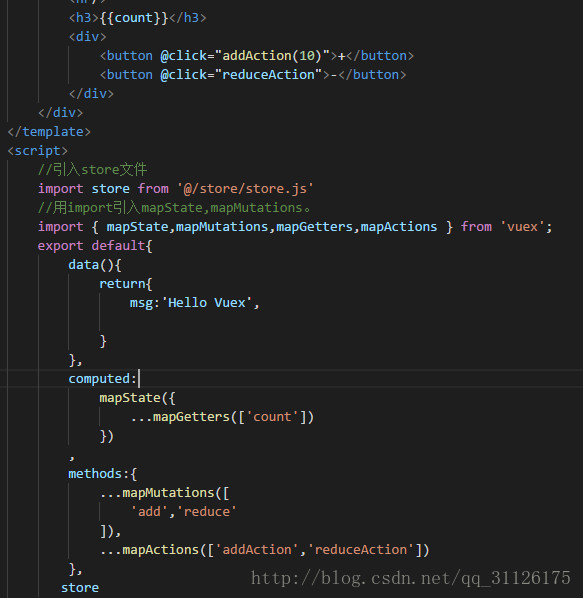 <h3>{{count}}</h3>
<div>
<button @click="addAction(10)">+</button>
<button @click="reduceAction">-</button>
</div>
</div>
</template>
<script>
//引入store文件
import store from '@/store/store.js'
//用import引入mapState,mapMutations。
import { mapState,mapMutations,mapGetters,mapActions } from 'vuex';
export default{
data(){
return{
msg:'Hello Vuex',
}
},
computed:
mapState({
...mapGetters(['count'])
})
,
methods:{
...mapMutations([
'add','reduce'
]),
...mapActions(['addAction','reduceAction'])
},
store
http://blog.csdn.net/qq_31126175